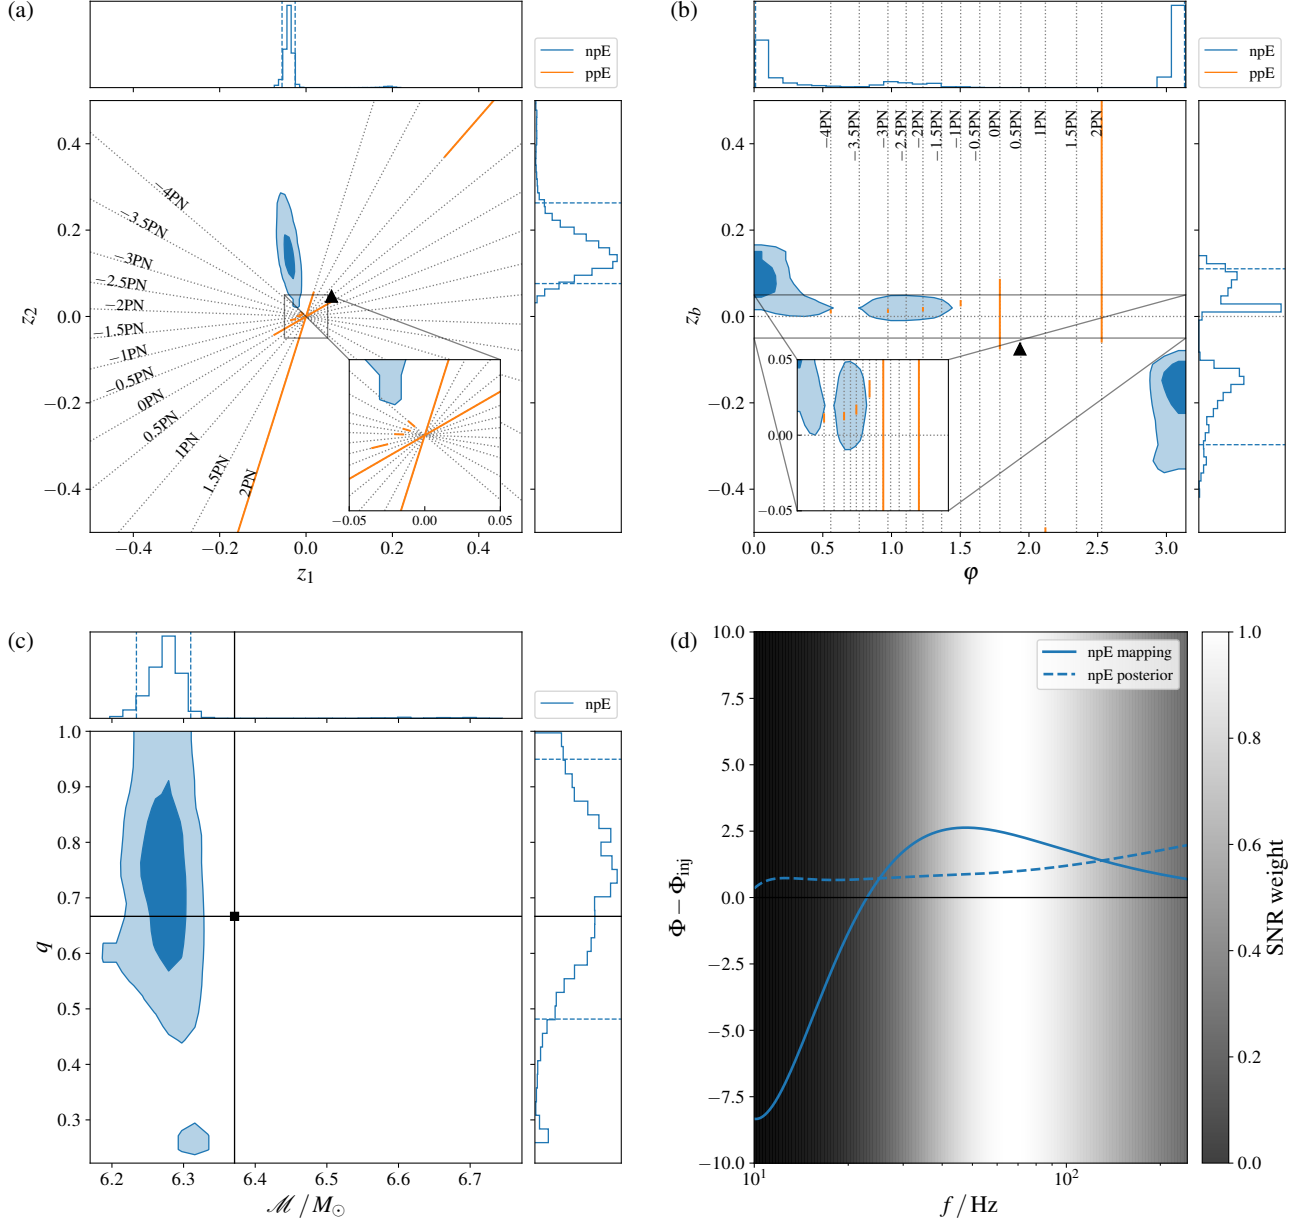 (a)
npE
ppE
0.4
0.2
0.0
−0.2
−0.4
z₂
−4PN
−3.5PN
−3PN
−2.5PN
−2PN
−1.5PN
−1PN
−0.5PN
0PN
0.5PN
1PN
1.5PN
2PN
−0.05
0.00
0.05
−0.4
−0.2
0.0
0.2
0.4
z₁
(b)
npE
ppE
0.4
0.2
0.0
−0.2
−0.4
z_b
−4PN
−3.5PN
−3PN
−2.5PN
−2PN
−1.5PN
−1PN
−0.5PN
0PN
0.5PN
1PN
1.5PN
2PN
0.05
0.00
−0.05
0.0
0.5
1.0
1.5
2.0
2.5
3.0
φ
(c)
npE
1.0
0.9
0.8
0.7
0.6
0.5
0.4
0.3
q
6.2
6.3
6.4
6.5
6.6
6.7
ℳ / M⊙
(d)
npE mapping
npE posterior
10.0
7.5
5.0
2.5
0.0
−2.5
−5.0
−7.5
−10.0
Φ − Φ_inj
10¹
10²
f / Hz
1.0
0.8
0.6
0.4
0.2
0.0
SNR weight